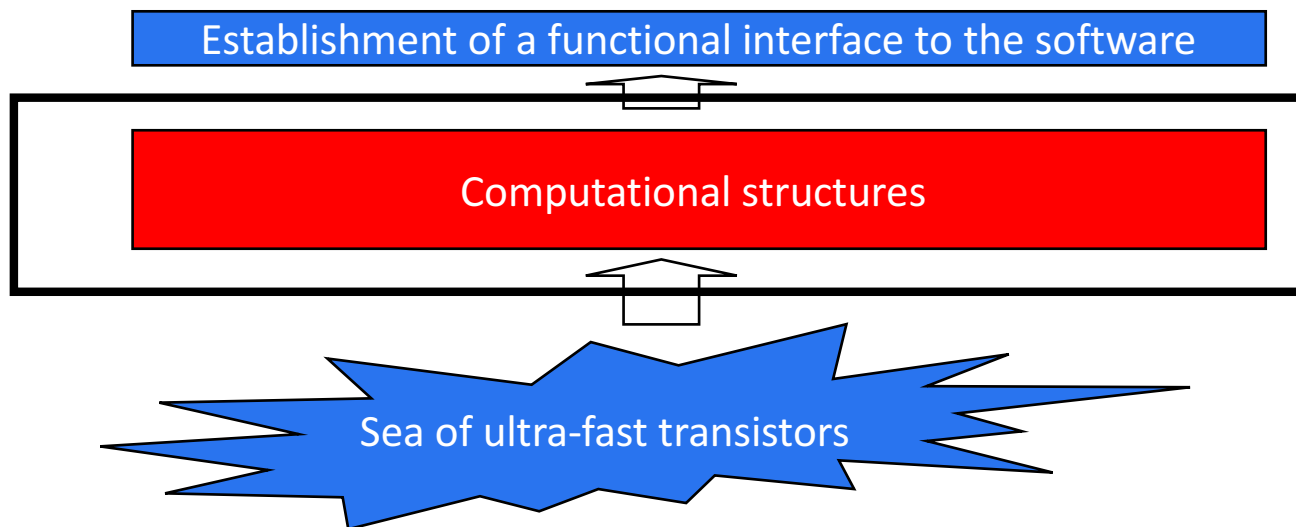 Establishment of a functional interface to the software
Computational structures
Sea of ultra-fast transistors